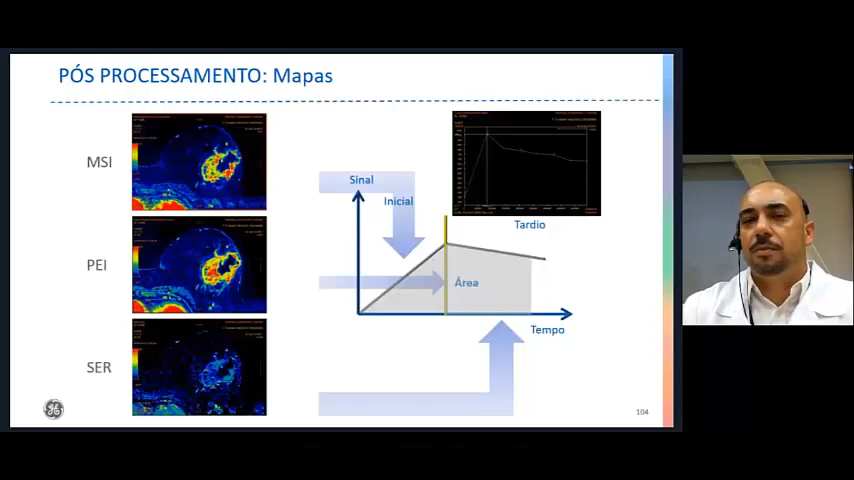 PÓS PROCESSAMENTO: Mapas
MSI
PEI
SER
Sinal
Inicial
Tardio
Área
Tempo
104